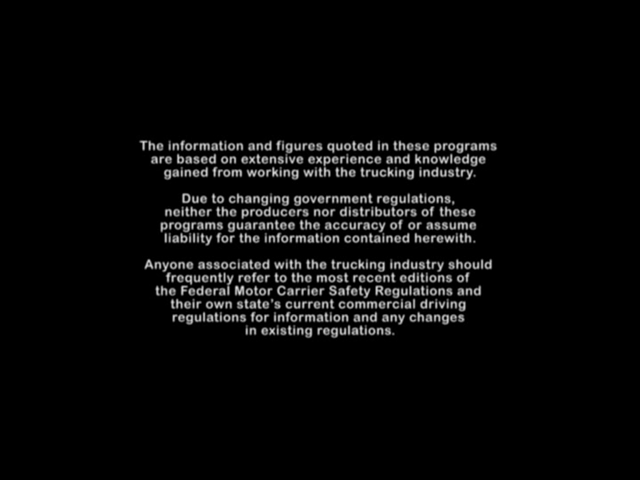 The information and figures quoted in these programs
are based on extensive experience and knowledge
gained from working with the trucking industry.
Due to changing government regulations,
neither the producers nor distributors of these
programs guarantee the accuracy of or assume
liability for the information contained herewith.
Anyone associated with the trucking industry should
frequently refer to the most recent editions of
the Federal Motor Carrier Safety Regulations and
their own state's current commercial driving
regulations for information and any changes
in existing regulations.